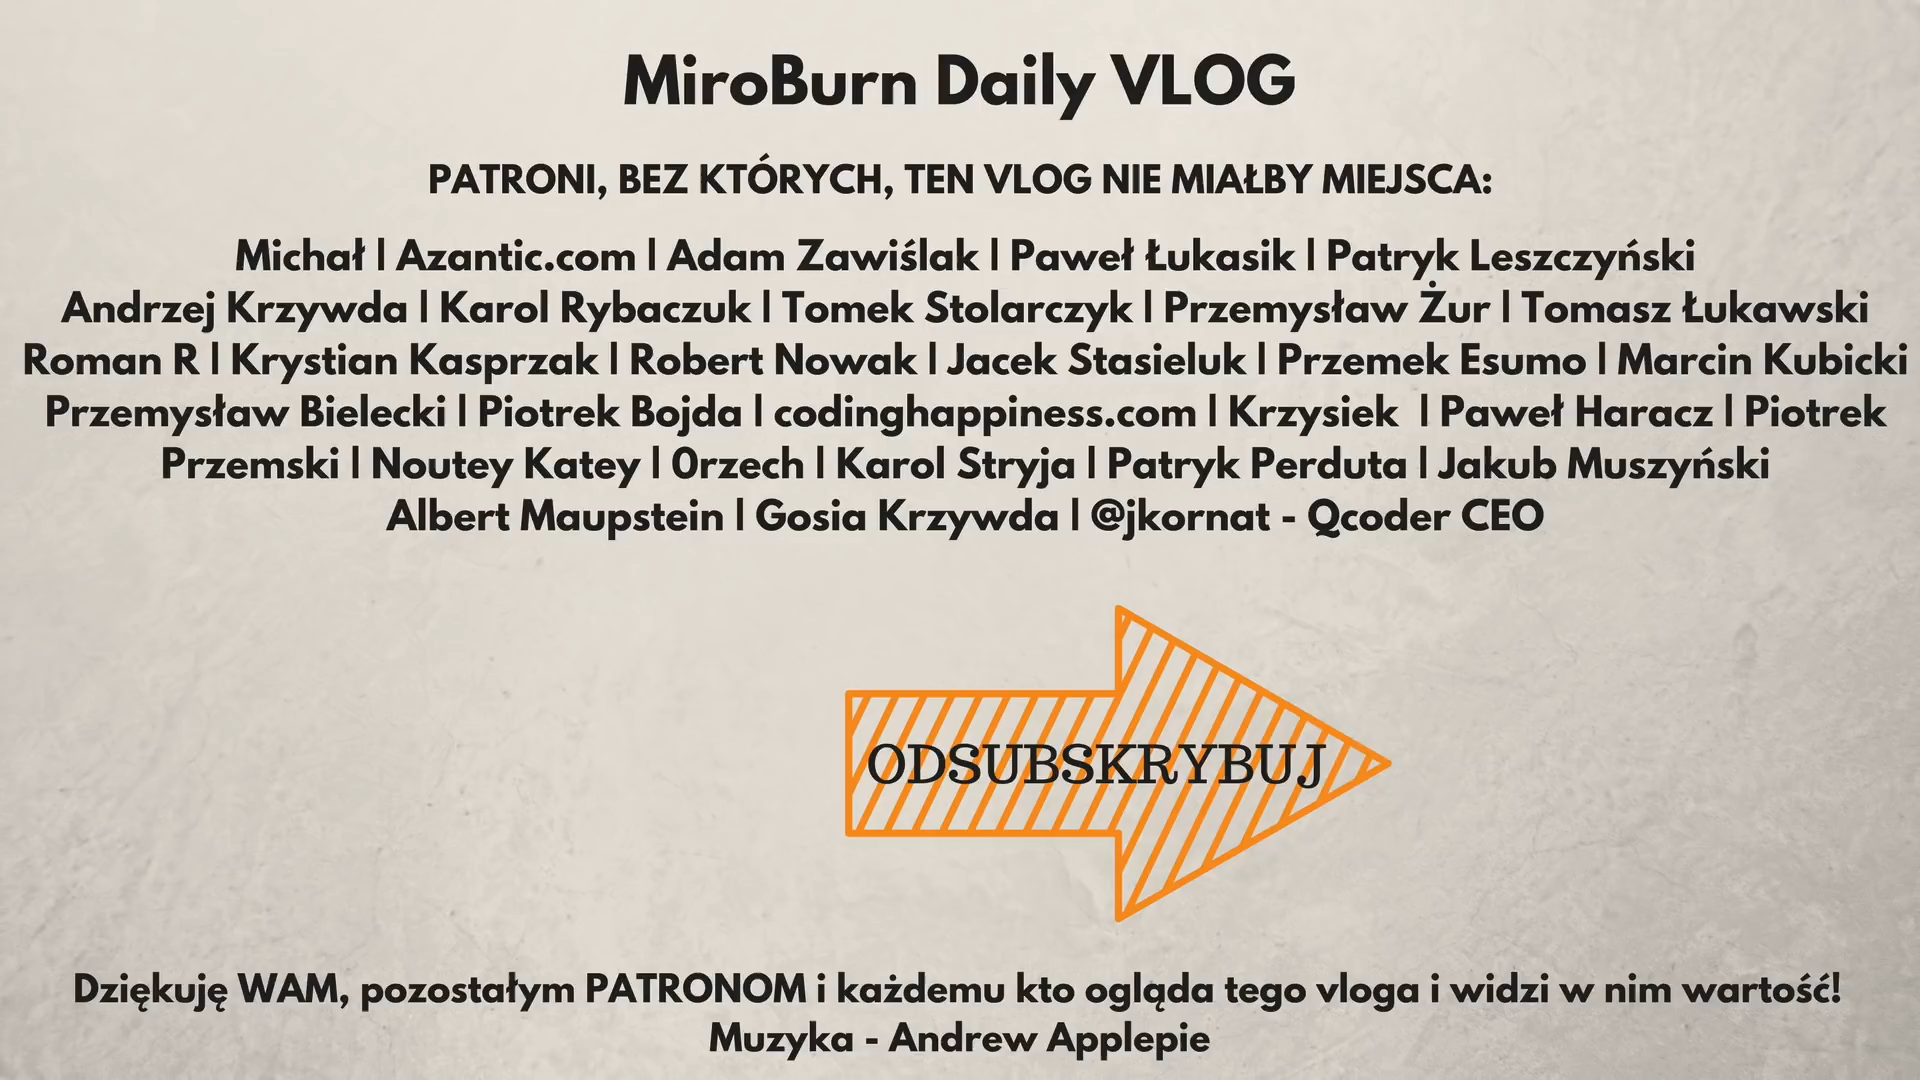 MiroBurn Daily VLOG
PATRONI, BEZ KTÓRYCH, TEN VLOG NIE MIAŁBY MIEJSCA:
Michał | Azantic.com | Adam Zawiślak | Paweł Łukasik | Patryk Leszczyński
Andrzej Krzywda | Karol Rybaczuk | Tomek Stolarczyk | Przemysław Żur | Tomasz Łukawski
Roman R | Krystian Kasprzak | Robert Nowak | Jacek Stasieluk | Przemek Esumo | Marcin Kubicki
Przemysław Bielecki | Piotrek Bojda | codinghappiness.com | Krzysiek | Paweł Haracz | Piotrek
Przemski | Noutey Katey | 0rzech | Karol Stryja | Patryk Perduta | Jakub Muszyński
Albert Maupstein | Gosia Krzywda | @jkornat - Qcoder CEO
ODSUBSKRYBUJ
Dziękuję WAM, pozostałym PATRONOM i każdemu kto ogląda tego vloga i widzi w nim wartość!
Muzyka - Andrew Applepie